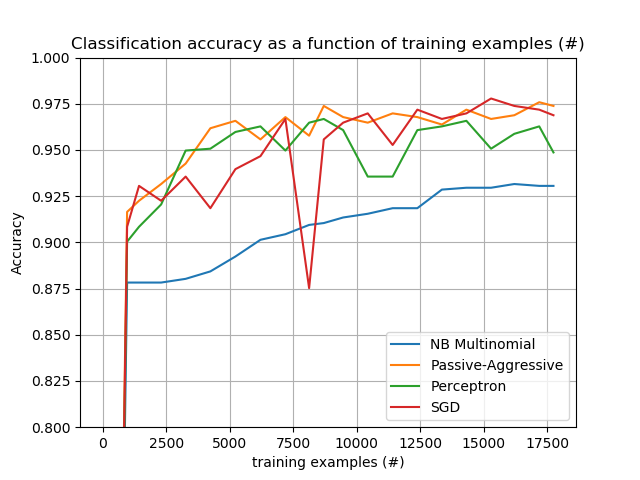 Classification accuracy as a function of training examples (#)
1.000
0.975
0.950
0.925
0.900
0.875
0.850
0.825
0.800
Accuracy
NB Multinomial
Passive-Aggressive
Perceptron
SGD
0 2500 5000 7500 10000 12500 15000 17500
training examples (#)